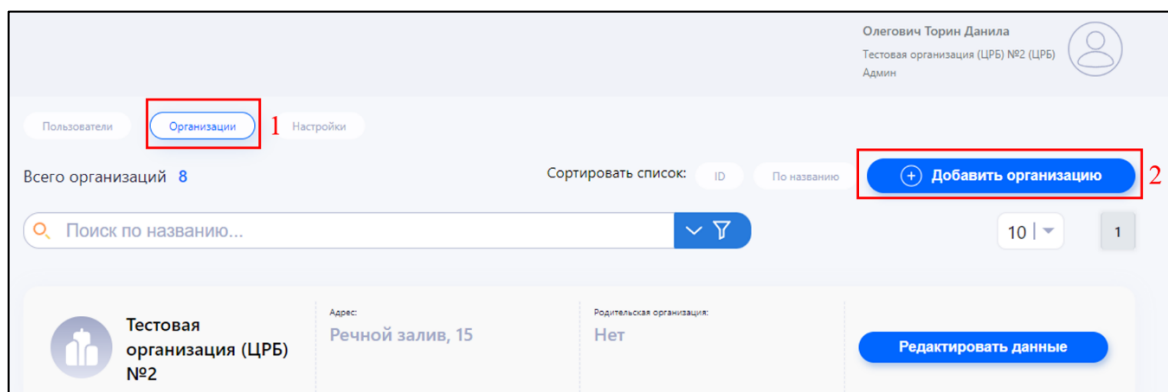 Олегович Торин Данила
Тестовая организация (ЦРБ) №2 (ЦРБ)
Админ
Пользователи
Организации
1
Настройки
Всего организаций 8
Сортировать список:
ID
По названию
Добавить организацию
2
Поиск по названию...
10
1
Тестовая
организация (ЦРБ)
№2
Адрес:
Речной залив, 15
Родительская организация:
Нет
Редактировать данные